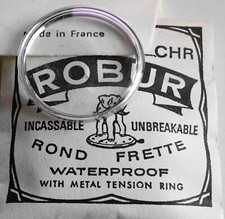 Made in France
CHR
ROBUR
INCASSABLE UNBREAKABLE
ROND FRETTE
WATERPROOF
WITH METAL TENSION RING